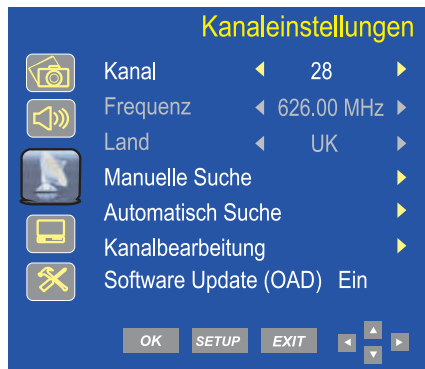 Kanaleinstellungen
Kanal 28
Frequenz 626.00 MHz
Land UK
Manuelle Suche
Automatisch Suche
Kanalbearbeitung
Software Update (OAD) Ein
OK SETUP EXIT